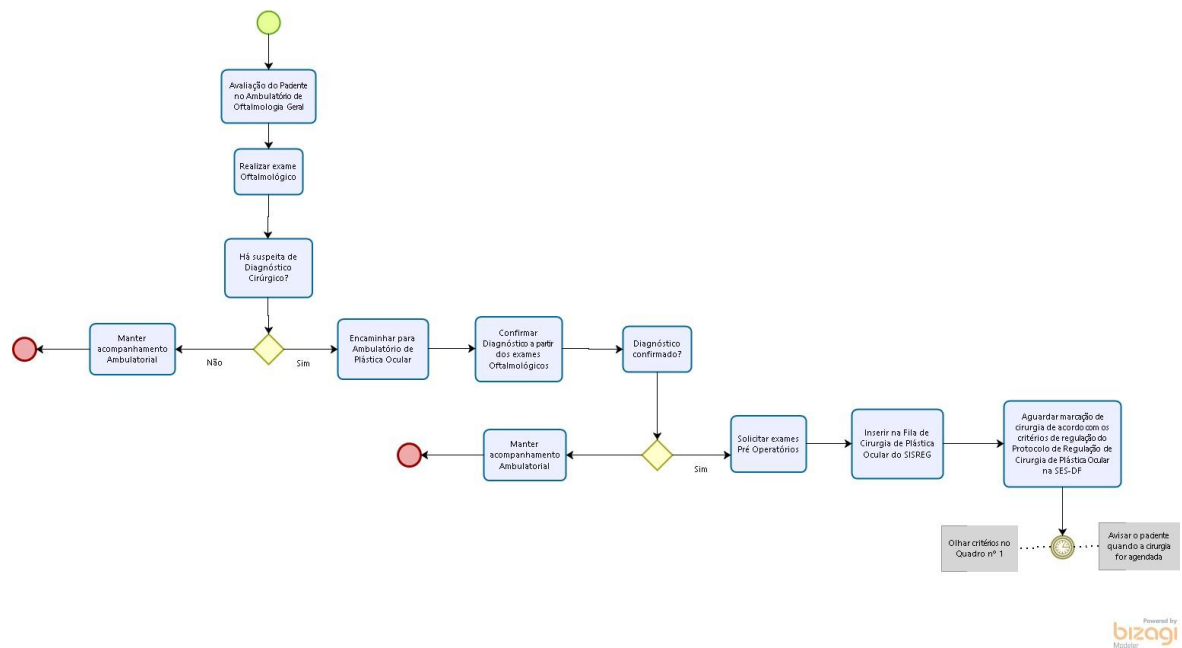 Avaliação do Paciente
no Ambulatório de
Oftalmologia Geral
Realizar exame
Oftalmológico
Há suspeita de
Diagnóstico
Cirúrgico?
Manter
acompanhamento
Ambulatorial
Não
Sim
Encaminhar para
Ambulatório de
Plástica Ocular
Confirmar
Diagnóstico a partir
dos exames
Oftalmológicos
Diagnóstico
confirmado?
Manter
acompanhamento
Ambulatorial
Sim
Solicitar exames
Pré Operatórios
Inserir na Fila de
Cirurgia de Plástica
Ocular do SISREG
Aguardar marcação de
cirurgia de acordo com os
critérios de regulação do
Protocolo de Regulação de
Cirurgia de Plástica Ocular
na SES-DF
Olhar critérios no
Quadro nº 1
Avisar o paciente
quando a cirurgia
for agendada
Powered by
bizagi
Modeler